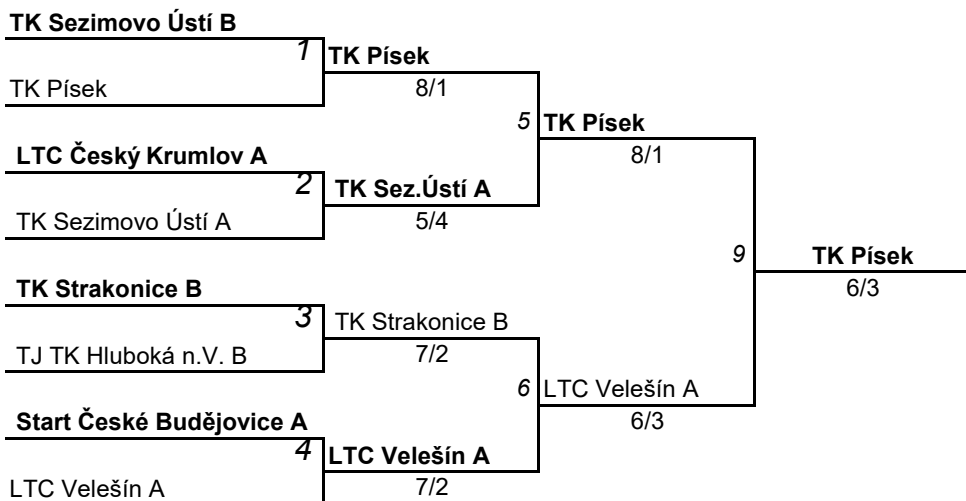 TK Sezimovo Ústí B
1
TK Písek
TK Písek
8/1
5
TK Písek
8/1
LTC Český Krumlov A
2
TK Sez.Ústí A
TK Sezimovo Ústí A
5/4
9
TK Písek
6/3
TK Strakonice B
3
TK Strakonice B
TJ TK Hluboká n.V. B
7/2
6
LTC Velešín A
6/3
Start České Budějovice A
4
LTC Velešín A
LTC Velešín A
7/2